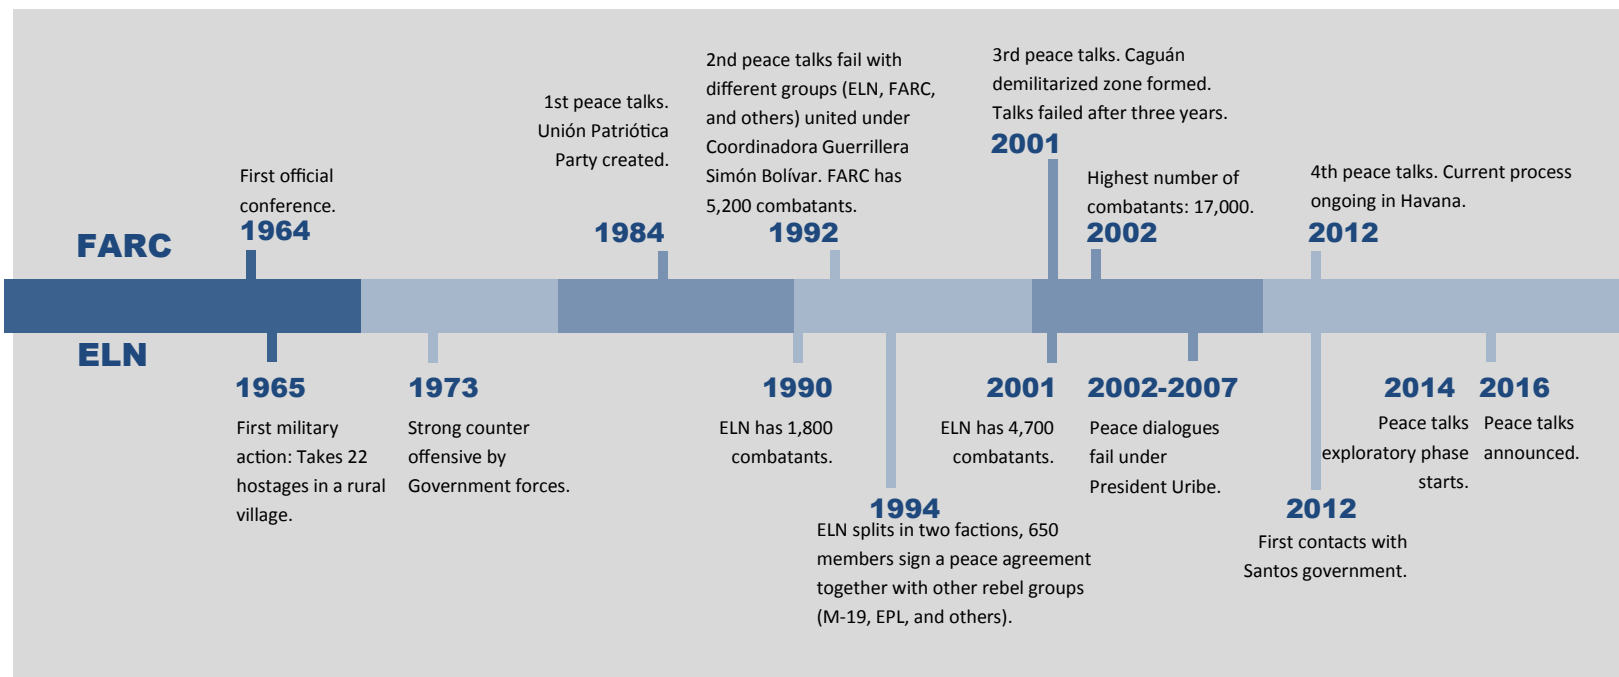 FARC
First official
conference.
1964
1st peace talks.
Unión Patriótica
Party created.
1984
2nd peace talks fail with
different groups (ELN, FARC,
and others) united under
Coordinadora Guerrillera
Simón Bolívar. FARC has
5,200 combatants.
1992
3rd peace talks. Caguán
demilitarized zone formed.
Talks failed after three years.
2001
Highest number of
combatants: 17,000.
2002
4th peace talks. Current process
ongoing in Havana.
2012
ELN
1965
First military
action: Takes 22
hostages in a rural
village.
1973
Strong counter
offensive by
Government forces.
1990
ELN has 1,800
combatants.
1994
ELN splits in two factions, 650
members sign a peace agreement
together with other rebel groups
(M-19, EPL, and others).
2001
ELN has 4,700
combatants.
2002-2007
Peace dialogues
fail under
President Uribe.
2012
First contacts with
Santos government.
2014
Peace talks
exploratory phase
starts.
2016
Peace talks
announced.